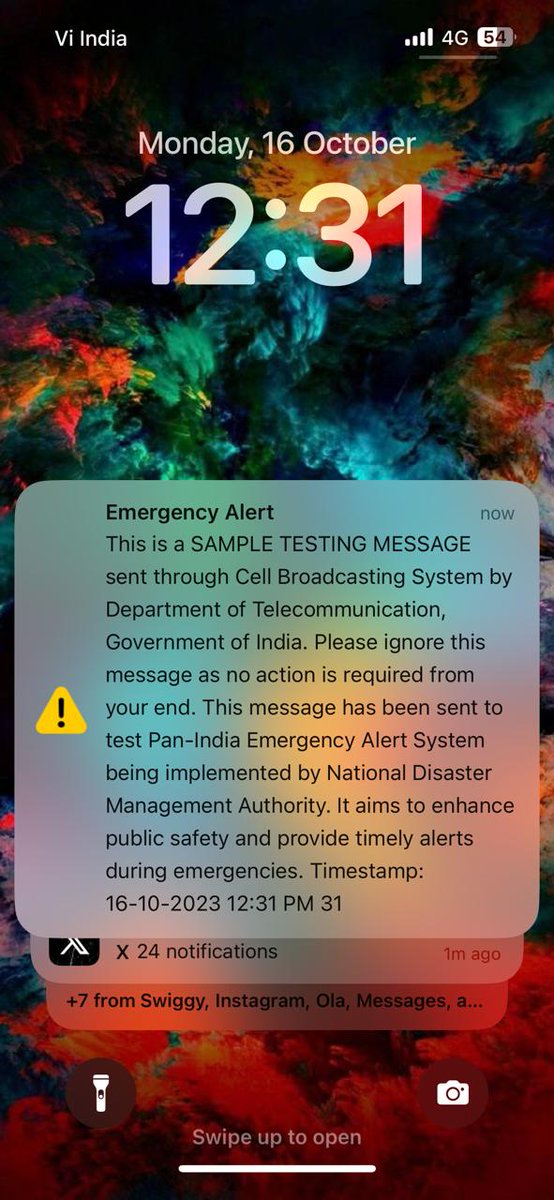 Vi India
4G 54
Monday, 16 October
12:31
Emergency Alert now
This is a SAMPLE TESTING MESSAGE
sent through Cell Broadcasting System by
Department of Telecommunication,
Government of India. Please ignore this
message as no action is required from
your end. This message has been sent to
test Pan-India Emergency Alert System
being implemented by National Disaster
Management Authority. It aims to enhance
public safety and provide timely alerts
during emergencies. Timestamp:
16-10-2023 12:31 PM 31
X 24 notifications 1m ago
+7 from Swiggy, Instagram, Ola, Messages, a...
Swipe up to open